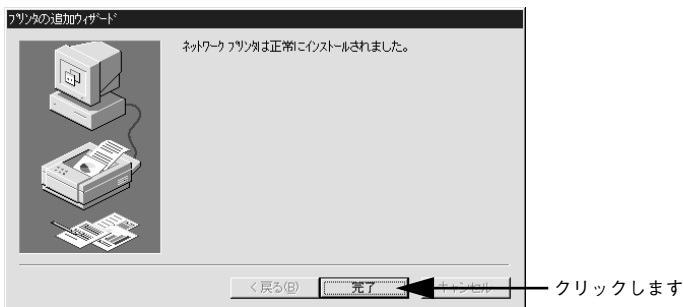 プリンタの追加ウィザード
ネットワーク プリンタは正常にインストールされました。
< 戻る(B)
完了
キャンセル
クリックします